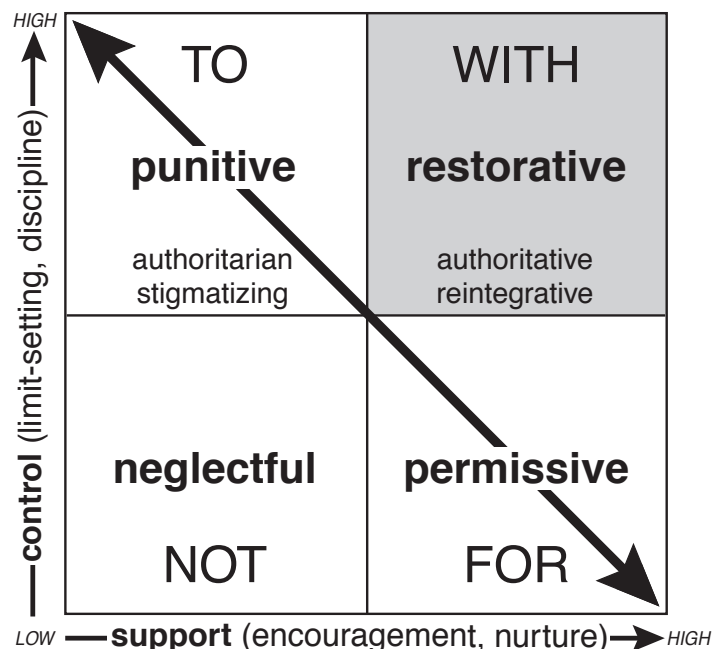 HIGH
TO
WITH
punitive
restorative
authoritarian
stigmatizing
authoritative
reintegrative
control (limit-setting, discipline)
neglectful
permissive
NOT
FOR
LOW
support (encouragement, nurture)
HIGH